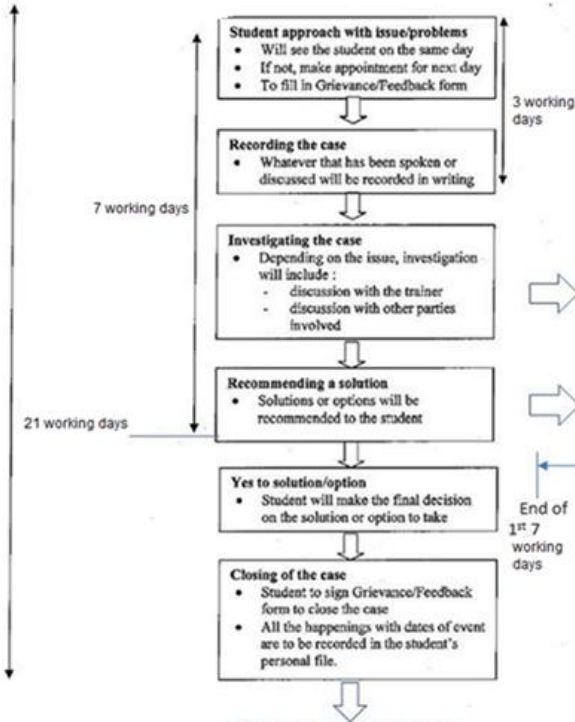 Student approach with issue/problems
• Will see the student on the same day
• If not, make appointment for next day
• To fill in Grievance/Feedback form
3 working
days
Recording the case
• Whatever that has been spoken or
discussed will be recorded in writing
7 working days
Investigating the case
• Depending on the issue, investigation
will include :
- discussion with the trainer
- discussion with other parties
involved
Recommending a solution
• Solutions or options will be
recommended to the student
21 working days
Yes to solution/option
• Student will make the final decision
on the solution or option to take
End of
1st 7
working
days
Closing of the case
• Student to sign Grievance/Feedback
form to close the case
• All the happenings with dates of event
are to be recorded in the student's
personal file.